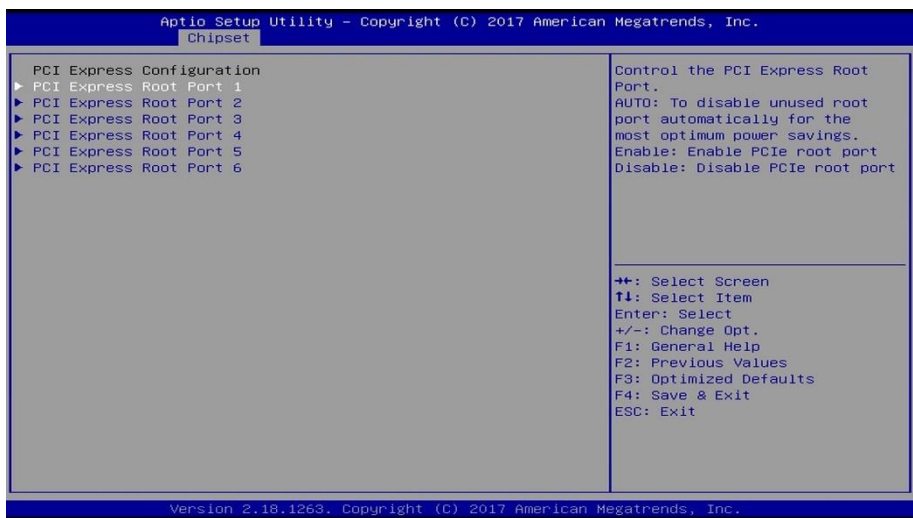 Aptio Setup Utility – Copyright (C) 2017 American Megatrends, Inc.
Chipset
PCI Express Configuration
► PCI Express Root Port 1
► PCI Express Root Port 2
► PCI Express Root Port 3
► PCI Express Root Port 4
► PCI Express Root Port 5
► PCI Express Root Port 6
Control the PCI Express Root
Port.
AUTO: To disable unused root
port automatically for the
most optimum power savings.
Enable: Enable PCIe root port
Disable: Disable PCIe root port
→←: Select Screen
↑↓: Select Item
Enter: Select
+/-: Change Opt.
F1: General Help
F2: Previous Values
F3: Optimized Defaults
F4: Save & Exit
ESC: Exit
Version 2.18.1263. Copyright (C) 2017 American Megatrends, Inc.